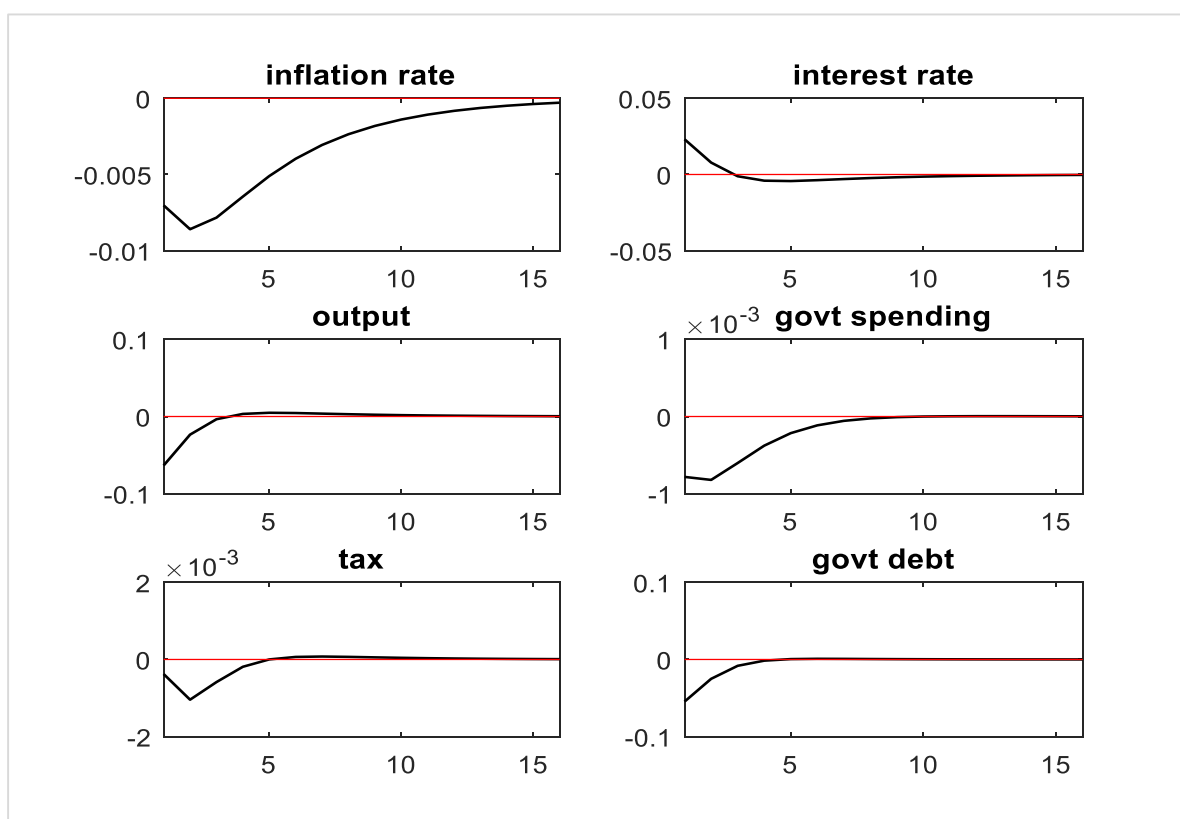 inflation rate
0
-0.005
-0.01
5 10 15
interest rate
0.05
0
-0.05
5 10 15
output
0.1
0
-0.1
5 10 15
×10⁻³ govt spending
1
0
-1
5 10 15
×10⁻³ tax
2
0
-2
5 10 15
govt debt
0.1
0
-0.1
5 10 15